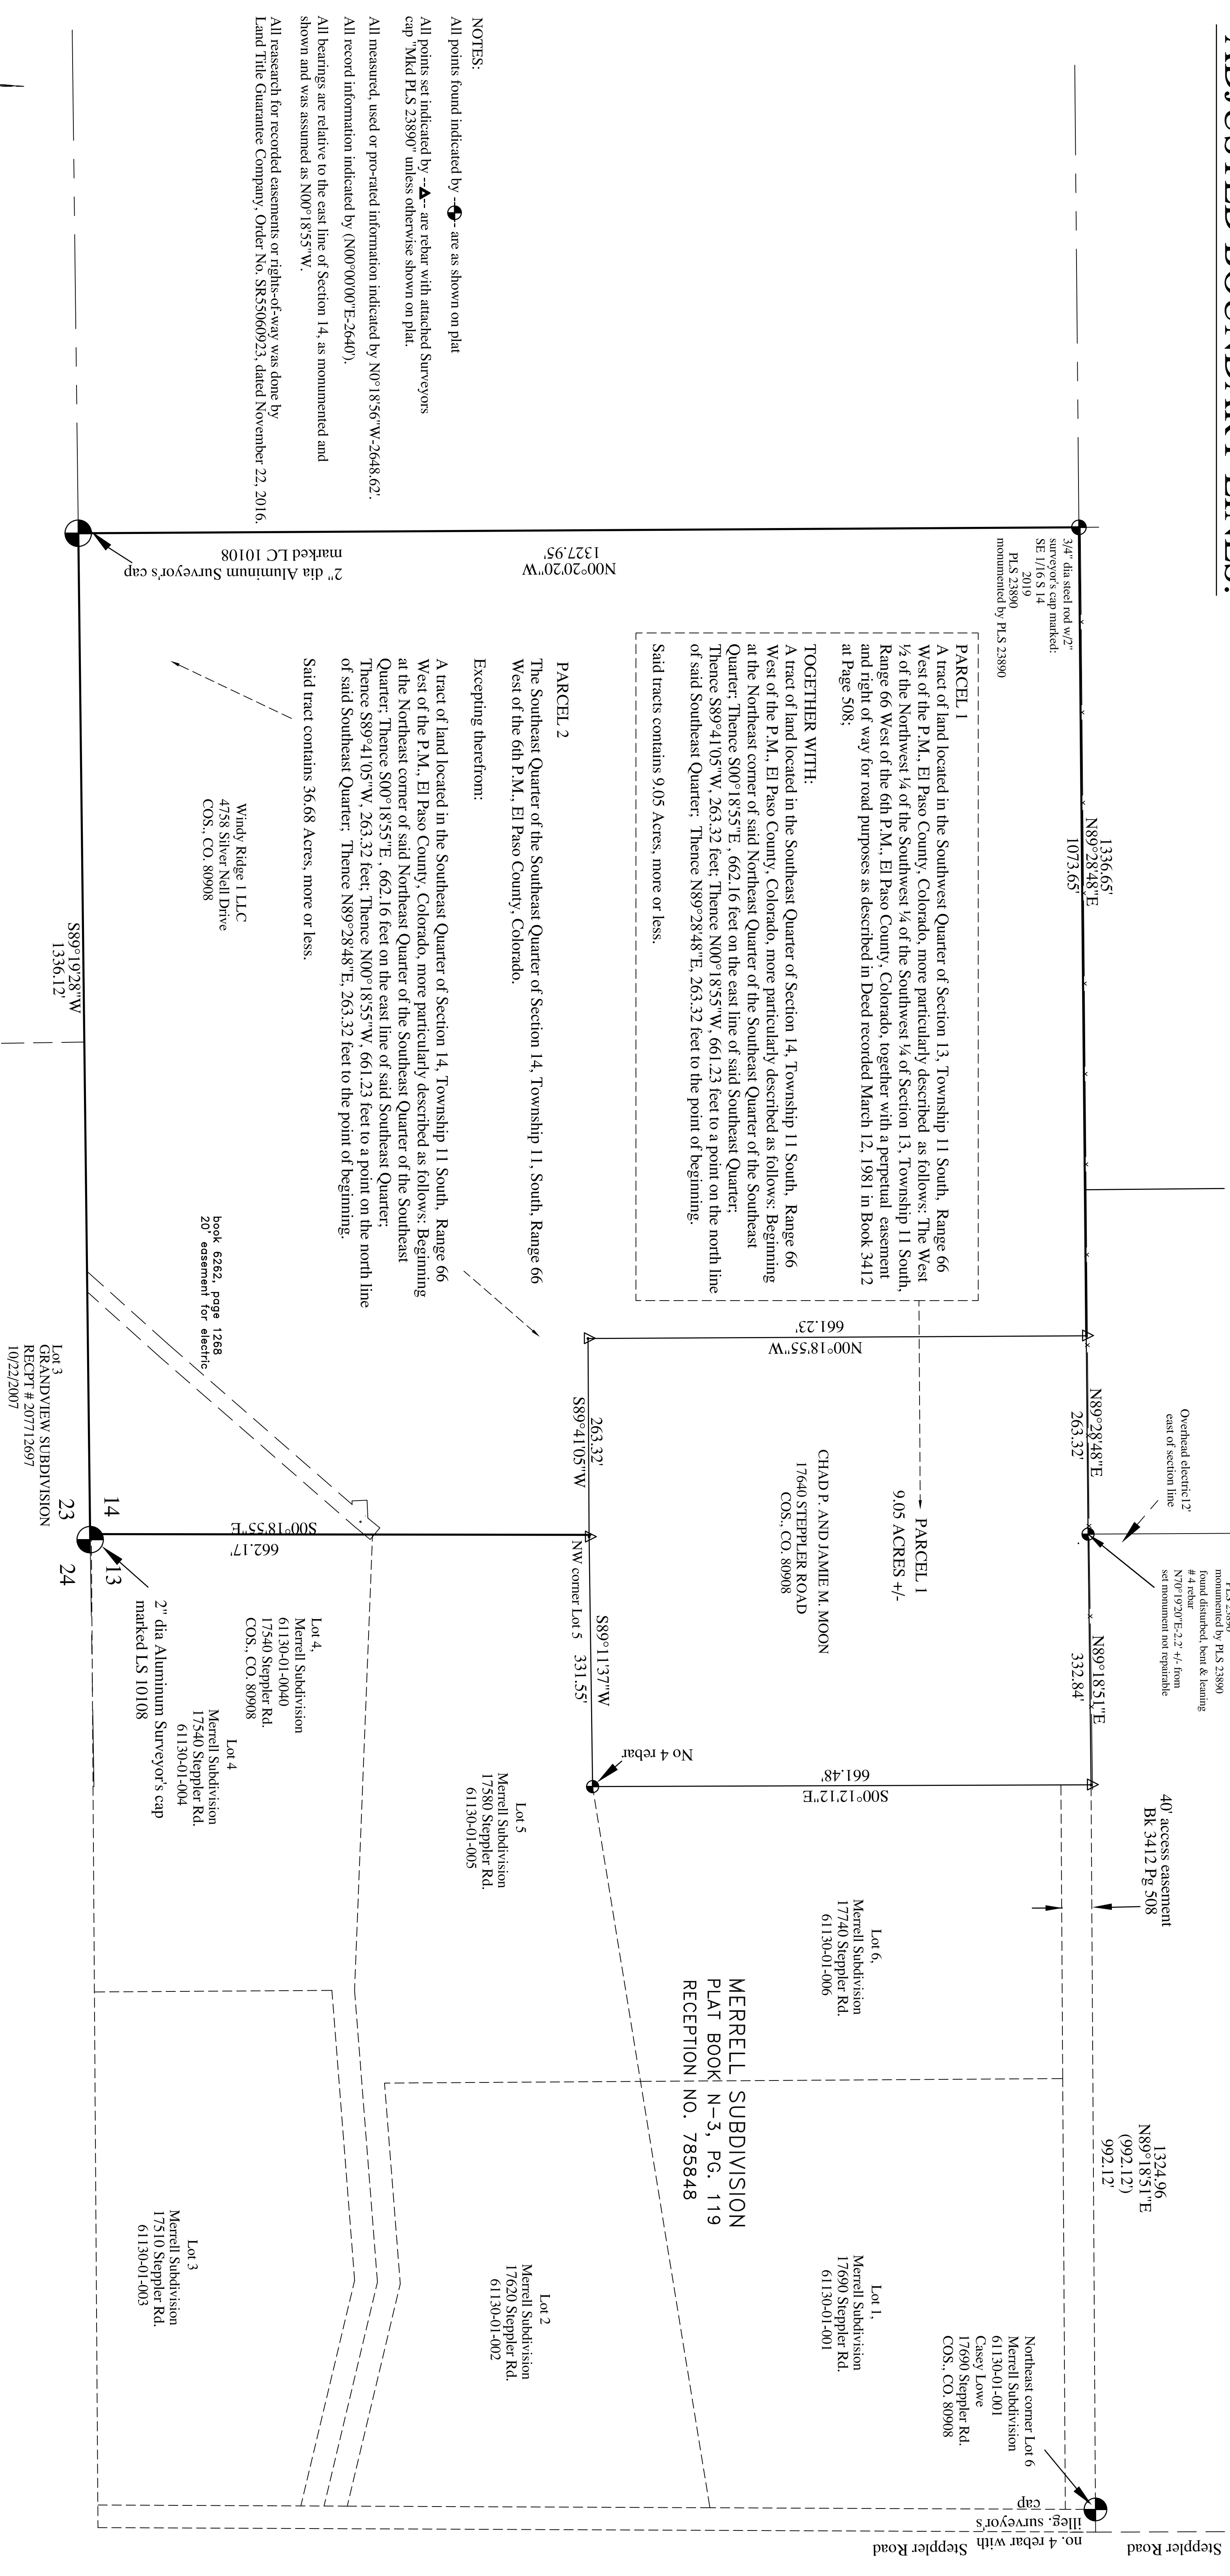 ADJUSTED BOUNDARY LINES:
NOTES:
All points found indicated by -- -- are as shown on plat
All points set indicated by -- -- are rebar with attached Surveyors
cap "Mkd PLS 23890" unless otherwise shown on plat.
All measured, used or pro-rated information indicated by N0°18'56"W-2648.62'.
All record information indicated by (N00°00'00"E-2640').
All bearings are relative to the east line of Section 14, as monumented and
shown and was assumed as N00°18'55"W.
All reasearch for recorded easements or rights-of-way was done by
Land Title Guarantee Company, Order No. SR55060923, dated November 22, 2016.
3/4" dia steel rod w/2"
surveyor's cap marked:
SE 1/16 S 14
2019
PLS 23890
monumented by PLS 23890
1336.65'
N89°28'48"E
1073.65'
N00°20'20"W
1327.95'
2" dia Aluminum Surveyor's cap
marked LC 10108
PARCEL 1
A tract of land located in the Southwest Quarter of Section 13, Township 11 South, Range 66
West of the P.M., El Paso County, Colorado, more particularly described as follows: The West
½ of the Northwest ¼ of the Southwest ¼ of the Southwest ¼ of Section 13, Township 11 South,
Range 66 West of the 6th P.M., El Paso County, Colorado, together with a perpetual easement
and right of way for road purposes as described in Deed recorded March 12, 1981 in Book 3412
at Page 508;
TOGETHER WITH:
A tract of land located in the Southeast Quarter of Section 14, Township 11 South, Range 66
West of the P.M., El Paso County, Colorado, more particularly described as follows: Beginning
at the Northeast corner of said Northeast Quarter of the Southeast Quarter of the Southeast
Quarter; Thence S00°18'55"E , 662.16 feet on the east line of said Southeast Quarter;
Thence S89°41'05"W, 263.32 feet; Thence N00°18'55"W, 661.23 feet to a point on the north line
of said Southeast Quarter; Thence N89°28'48"E, 263.32 feet to the point of beginning.
Said tracts contains 9.05 Acres, more or less.
PARCEL 2
The Southeast Quarter of the Southeast Quarter of Section 14, Township 11, South, Range 66
West of the 6th P.M., El Paso County, Colorado.
Excepting therefrom:
A tract of land located in the Southeast Quarter of Section 14, Township 11 South, Range 66
West of the P.M., El Paso County, Colorado, more particularly described as follows: Beginning
at the Northeast corner of said Northeast Quarter of the Southeast Quarter of the Southeast
Quarter; Thence S00°18'55"E , 662.16 feet on the east line of said Southeast Quarter;
Thence S89°41'05"W, 263.32 feet; Thence N00°18'55"W, 661.23 feet to a point on the north line
of said Southeast Quarter; Thence N89°28'48"E, 263.32 feet to the point of beginning.
Said tract contains 36.68 Acres, more or less.
Windy Ridge 1 LLC
4758 Silver Nell Drive
COS., CO. 80908
S89°19'28"W
1336.12'
book 6262, page 1268
20' easement for electric
Lot 3
GRANDVIEW SUBDIVISION
RECPT # 207712697
10/22/2007
N00°18'55"W
661.23'
N89°28'48"E
263.32'
Overhead electric12'
east of section line
PLS 23890
monumented by PLS 23890
found disturbed, bent & leaning
# 4 rebar
N70°19'20"E-2.2' +/- from
set monument not repairable
PARCEL 1
9.05 ACRES +/-
CHAD P. AND JAMIE M. MOON
17640 STEPPLER ROAD
COS., CO. 80908
263.32'
S89°41'05"W
NW corner Lot 5
S89°11'37"W
331.55'
No 4 rebar
N89°18'51"E
332.84'
S00°12'12"E
661.48'
40' access easement
Bk 3412 Pg 508
S00°18'55"E
662.17'
14
13
23
24
2" dia Aluminum Surveyor's cap
marked LS 10108
Lot 4,
Merrell Subdivision
61130-01-0040
17540 Steppler Rd.
COS., CO. 80908
Lot 4
Merrell Subdivision
17540 Steppler Rd.
61130-01-004
Lot 5
Merrell Subdivision
17580 Steppler Rd.
61130-01-005
Lot 6,
Merrell Subdivision
17740 Steppler Rd.
61130-01-006
MERRELL SUBDIVISION
PLAT BOOK N-3, PG. 119
RECEPTION NO. 785848
1324.96
N89°18'51"E
(992.12')
992.12'
Lot 3
Merrell Subdivision
17510 Steppler Rd.
61130-01-003
Lot 2
Merrell Subdivision
17620 Steppler Rd.
61130-01-002
Lot 1,
Merrell Subdivision
17690 Steppler Rd.
61130-01-001
Northeast corner Lot 6
Merrell Subdivision
61130-01-001
Casey Lowe
17690 Steppler Rd.
COS., CO. 80908
no. 4 rebar with
illeg. surveyor's
cap
Steppler Road
Steppler Road